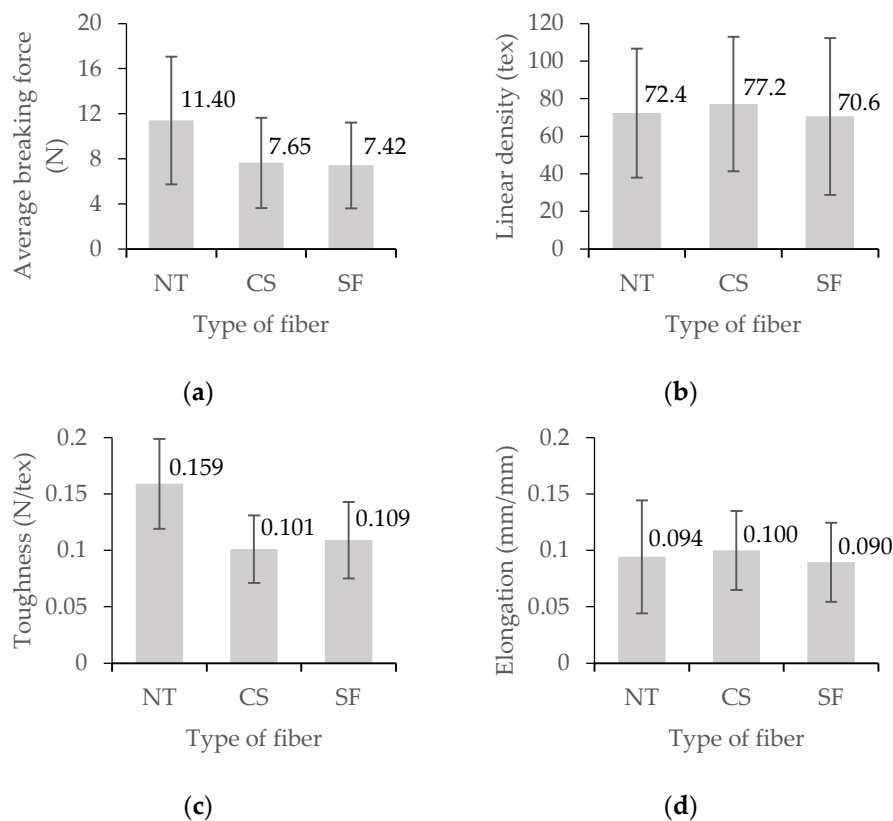 Average breaking force
(N)
20
16
12
8
4
0
11.40
7.65
7.42
NT CS SF
Type of fiber
(a)
Linear density (tex)
120
100
80
60
40
20
0
72.4
77.2
70.6
NT CS SF
Type of fiber
(b)
Toughness (N/tex)
0.2
0.15
0.1
0.05
0
0.159
0.101
0.109
NT CS SF
Type of fiber
(c)
Elongation (mm/mm)
0.2
0.15
0.1
0.05
0
0.094
0.100
0.090
NT CS SF
Type of fiber
(d)